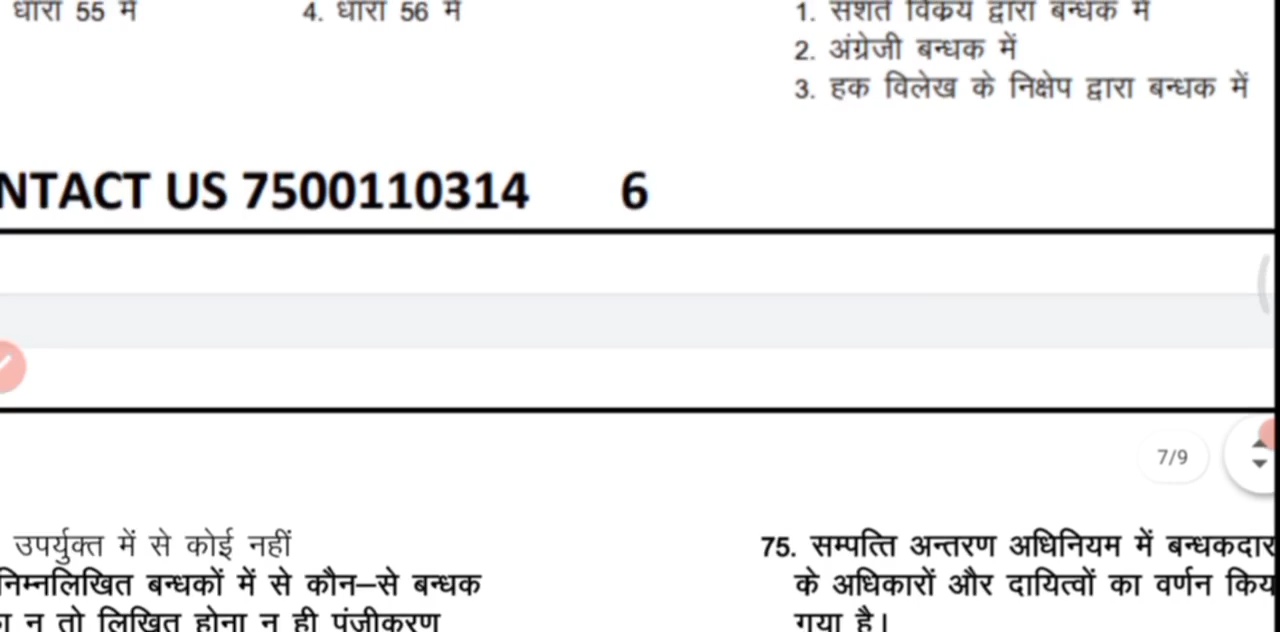 धारा 55 में
4. धारा 56 में
1. सशर्त विक्रय द्वारा बन्धक में
2. अंग्रेजी बन्धक में
3. हक विलेख के निक्षेप द्वारा बन्धक में
NTACT US 7500110314 6
7/9
उपर्युक्त में से कोई नहीं
निम्नलिखित बन्धकों में से कौन–से बन्धक
न तो लिखित होना न ही पंजीकरण
75. सम्पत्ति अन्तरण अधिनियम में बन्धकदार
के अधिकारों और दायित्वों का वर्णन किय
गया है।